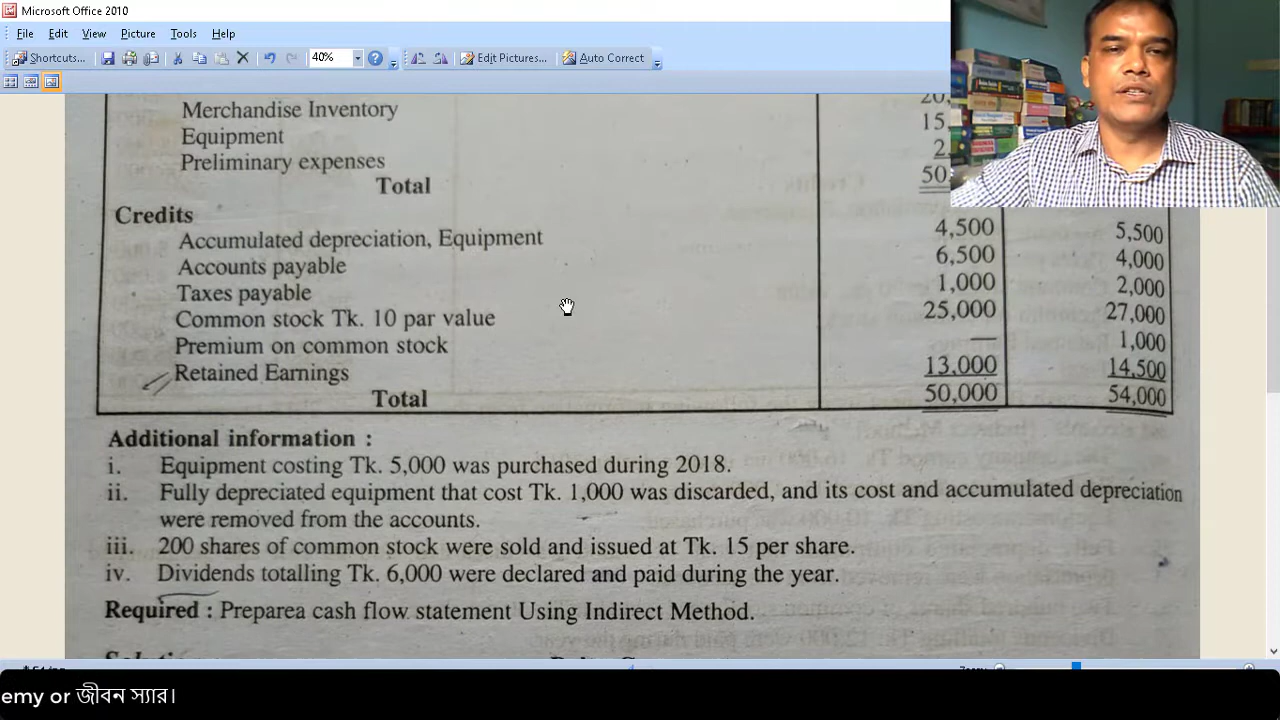 Microsoft Office 2010
File Edit View Picture Tools Help
Shortcuts... 40% Edit Pictures... Auto Correct
Merchandise Inventory 20,
Equipment 15,
Preliminary expenses 2,
Total 50,
Credits
Accumulated depreciation, Equipment 4,500 5,500
Accounts payable 6,500 4,000
Taxes payable 1,000 2,000
Common stock Tk. 10 par value 25,000 27,000
Premium on common stock 1,000
Retained Earnings 13,000 14,500
Total 50,000 54,000
Additional information :
i. Equipment costing Tk. 5,000 was purchased during 2018.
ii. Fully depreciated equipment that cost Tk. 1,000 was discarded, and its cost and accumulated depreciation
were removed from the accounts.
iii. 200 shares of common stock were sold and issued at Tk. 15 per share.
iv. Dividends totalling Tk. 6,000 were declared and paid during the year.
Required : Preparea cash flow statement Using Indirect Method.
emy or জীবন স্যার।